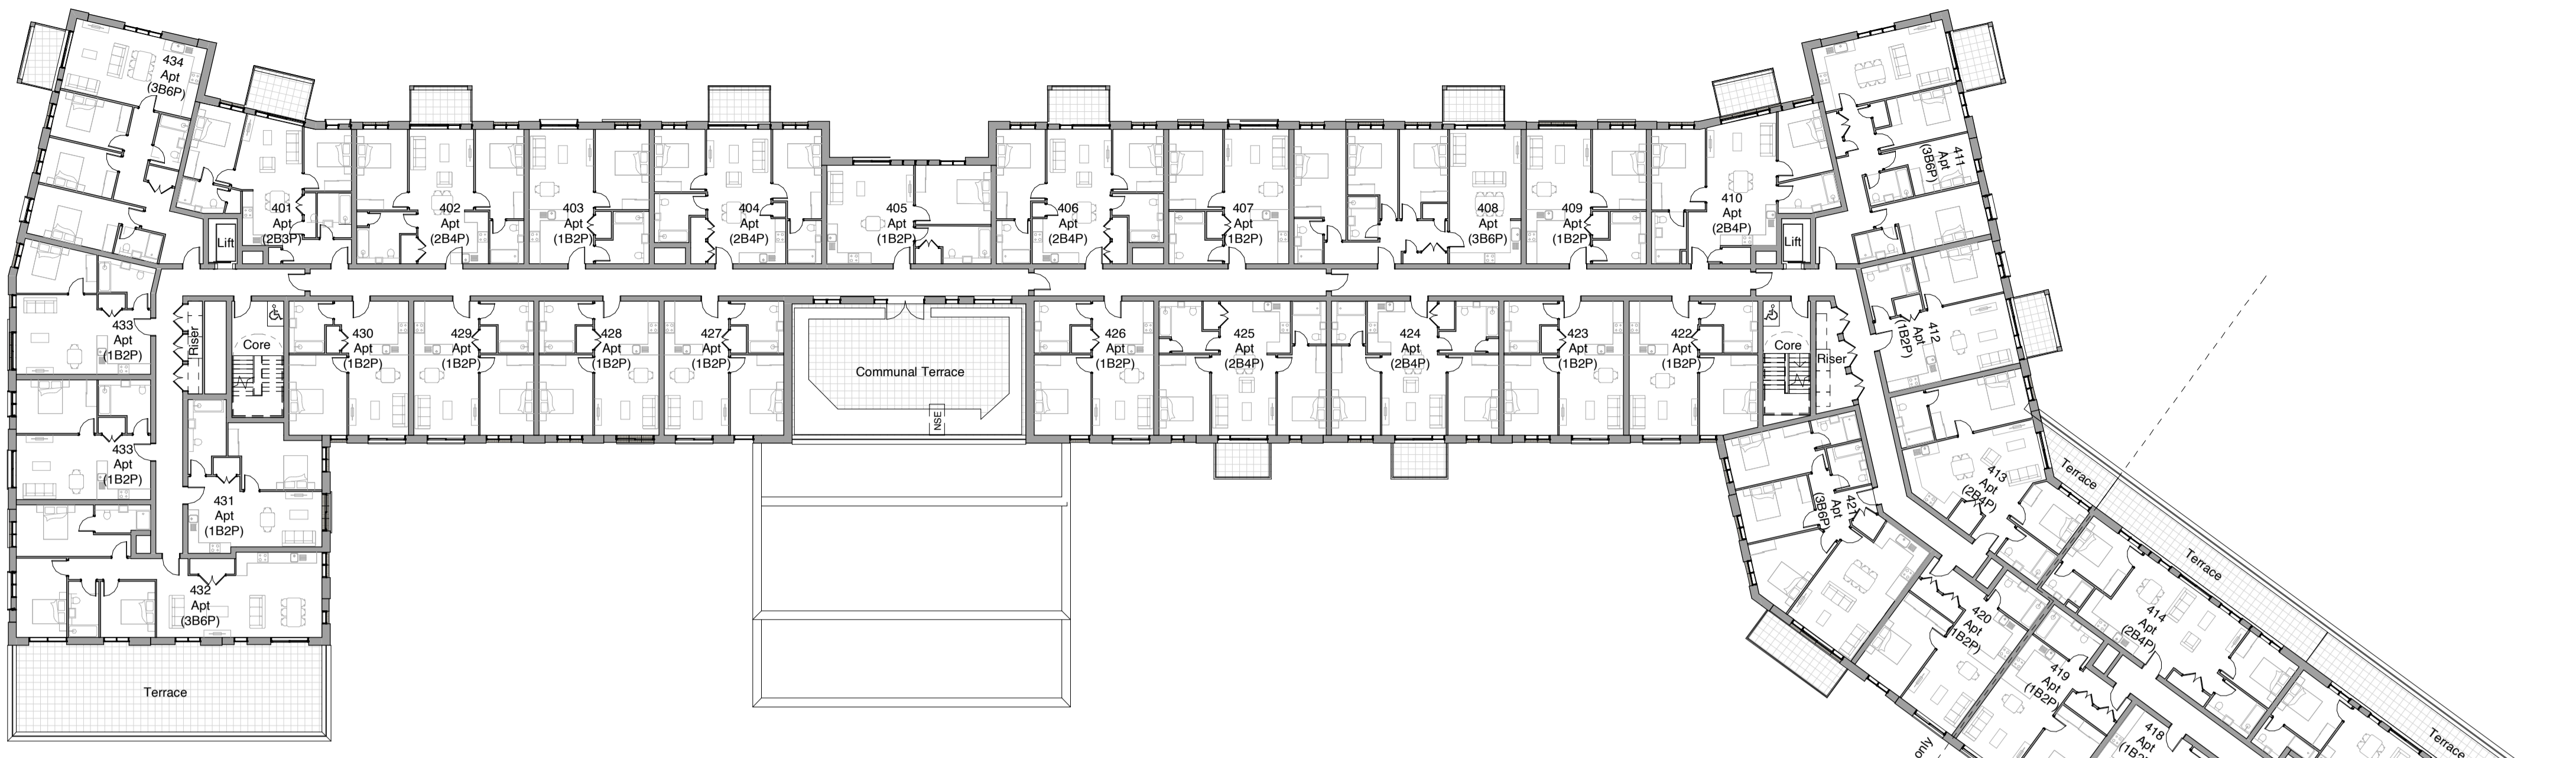 434
Apt
(3B6P)
401
Apt
(2B3P)
402
Apt
(2B4P)
403
Apt
(1B2P)
404
Apt
(2B4P)
405
Apt
(1B2P)
406
Apt
(2B4P)
407
Apt
(1B2P)
408
Apt
(3B6P)
409
Apt
(1B2P)
410
Apt
(2B4P)
411
Apt
(3B6P)
Lift
Lift
433
Apt
(1B2P)
Riser
Core
430
Apt
(1B2P)
429
Apt
(1B2P)
428
Apt
(1B2P)
427
Apt
(1B2P)
Communal Terrace
NSE
426
Apt
(1B2P)
425
Apt
(2B4P)
424
Apt
(2B4P)
423
Apt
(1B2P)
422
Apt
(1B2P)
Core
Riser
412
Apt
(1B2P)
433
Apt
(1B2P)
431
Apt
(1B2P)
432
Apt
(3B6P)
Terrace
413
Apt
(2B4P)
421
Apt
(3B6P)
Terrace
Terrace
414
Apt
(2B4P)
420
Apt
(1B2P)
419
Apt
(1B2P)
418
Apt
Terrace
only